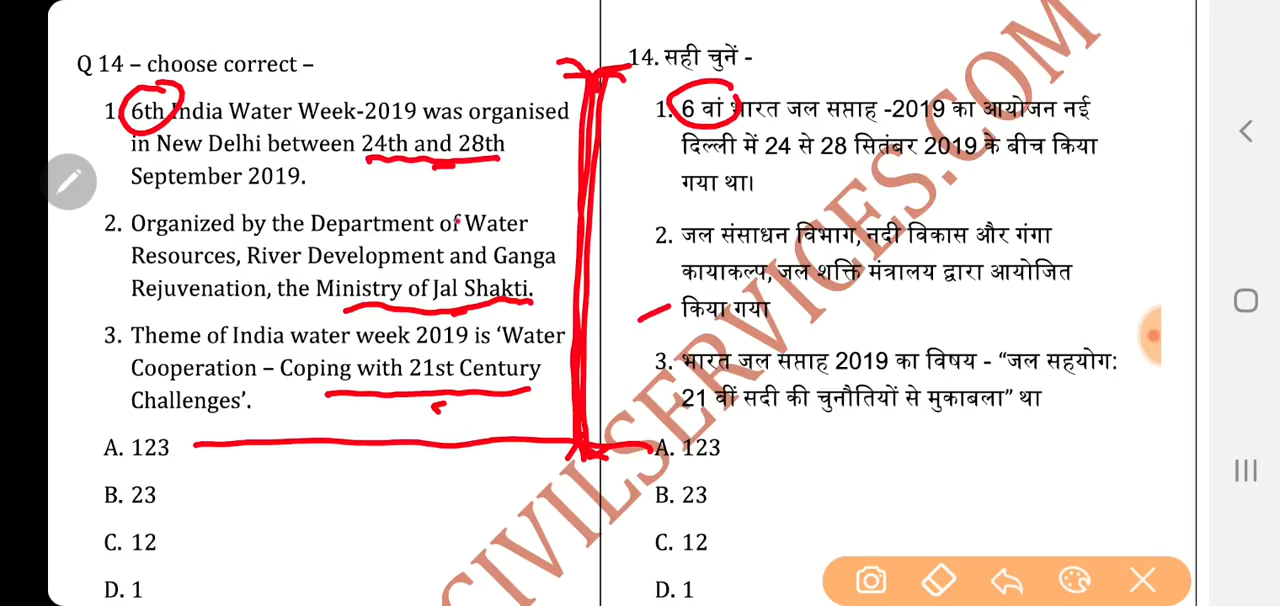 Q 14 – choose correct –
1. 6th India Water Week-2019 was organised
in New Delhi between 24th and 28th
September 2019.
2. Organized by the Department of Water
Resources, River Development and Ganga
Rejuvenation, the Ministry of Jal Shakti.
3. Theme of India water week 2019 is ‘Water
Cooperation – Coping with 21st Century
Challenges’.
A. 123
B. 23
C. 12
D. 1
14. सही चुनें -
1. 6 वां भारत जल सप्ताह -2019 का आयोजन नई
दिल्ली में 24 से 28 सितंबर 2019 के बीच किया
गया था।
2. जल संसाधन विभाग, नदी विकास और गंगा
कायाकल्प, जल शक्ति मंत्रालय द्वारा आयोजित
किया गया
3. भारत जल सप्ताह 2019 का विषय - “जल सहयोग:
21 वीं सदी की चुनौतियों से मुकाबला” था
A. 123
B. 23
C. 12
D. 1
CIVILSERVICES.COM